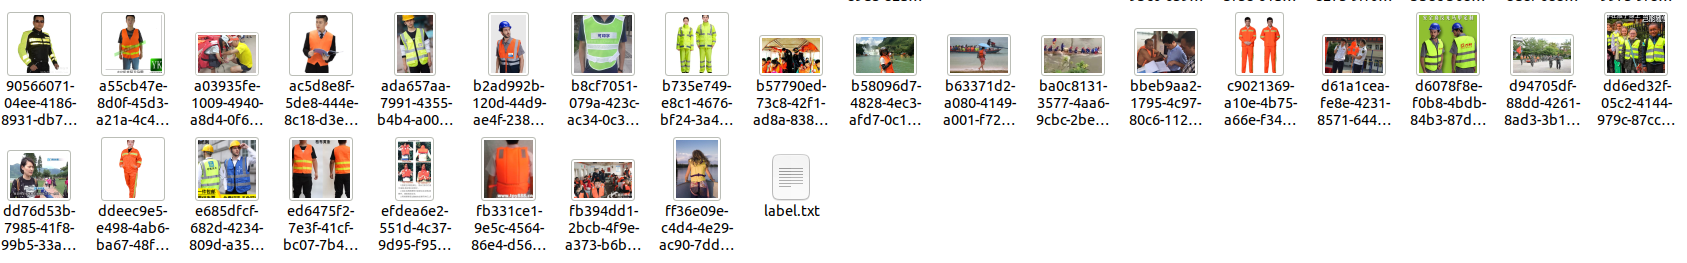 90566071-
04ee-4186-
8931-db7...
a55cb47e-
8d0f-45d3-
a21a-4c4...
a03935fe-
1009-4940-
a8d4-0f6...
ac5d8e8f-
5de8-444e-
8c18-d3e...
ada657aa-
7991-4355-
b4b4-a00...
b2ad992b-
120d-44d9-
ae4f-238...
b8cf7051-
079a-423c-
ac34-0c3...
b735e749-
e8c1-4676-
bf24-3a4...
b57790ed-
73c8-42f1-
ad8a-838...
b58096d7-
4828-4ec3-
afd7-0c1...
b63371d2-
a080-4149-
a001-f72...
ba0c8131-
3577-4aa6-
9cbc-2be...
bbeb9aa2-
1795-4c97-
80c6-112...
c9021369-
a10e-4b75-
a66e-f34...
d61a1cea-
fe8e-4231-
8571-644...
d6078f8e-
f0b8-4bdb-
84b3-87d...
d94705df-
88dd-4261-
8ad3-3b1...
dd6ed32f-
05c2-4144-
979c-87cc...
dd76d53b-
7985-41f8-
99b5-33a...
ddeec9e5-
e498-4ab6-
ba67-48f...
e685dfcf-
682d-4234-
809d-a35...
ed6475f2-
7e3f-41cf-
bc07-7b4...
efdea6e2-
551d-4c37-
9d95-f95...
fb331ce1-
9e5c-4564-
86e4-d56...
fb394dd1-
2bcb-4f9e-
a373-b6b...
ff36e09e-
c4d4-4e29-
ac90-7dd...
label.txt